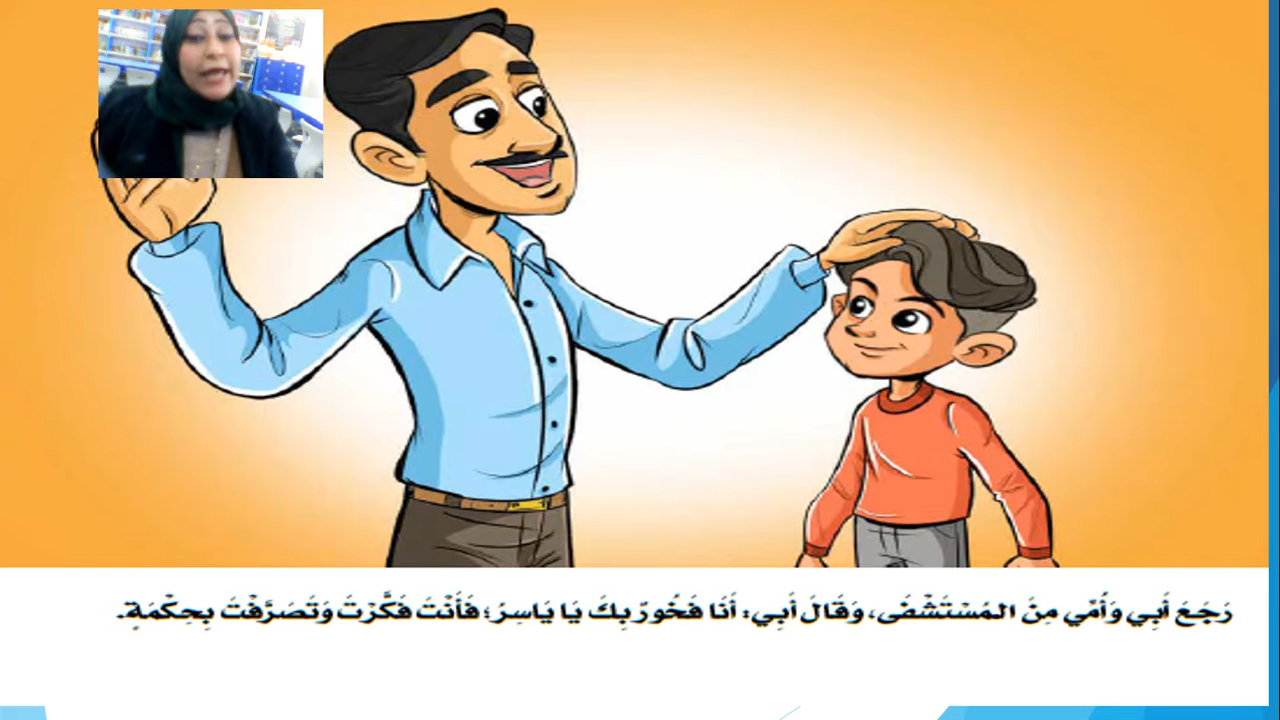 رَجَعَ أَبِي وَأُمِّي مِنَ المُسْتَشْفَى، وَقَالَ أَبِي: أَنَا فَخُورٌ بِكَ يَا يَاسِرُ؛ فَأَنْتَ فَكَّرْتَ وَتَصَرَّفْتَ بِحِكْمَةٍ.